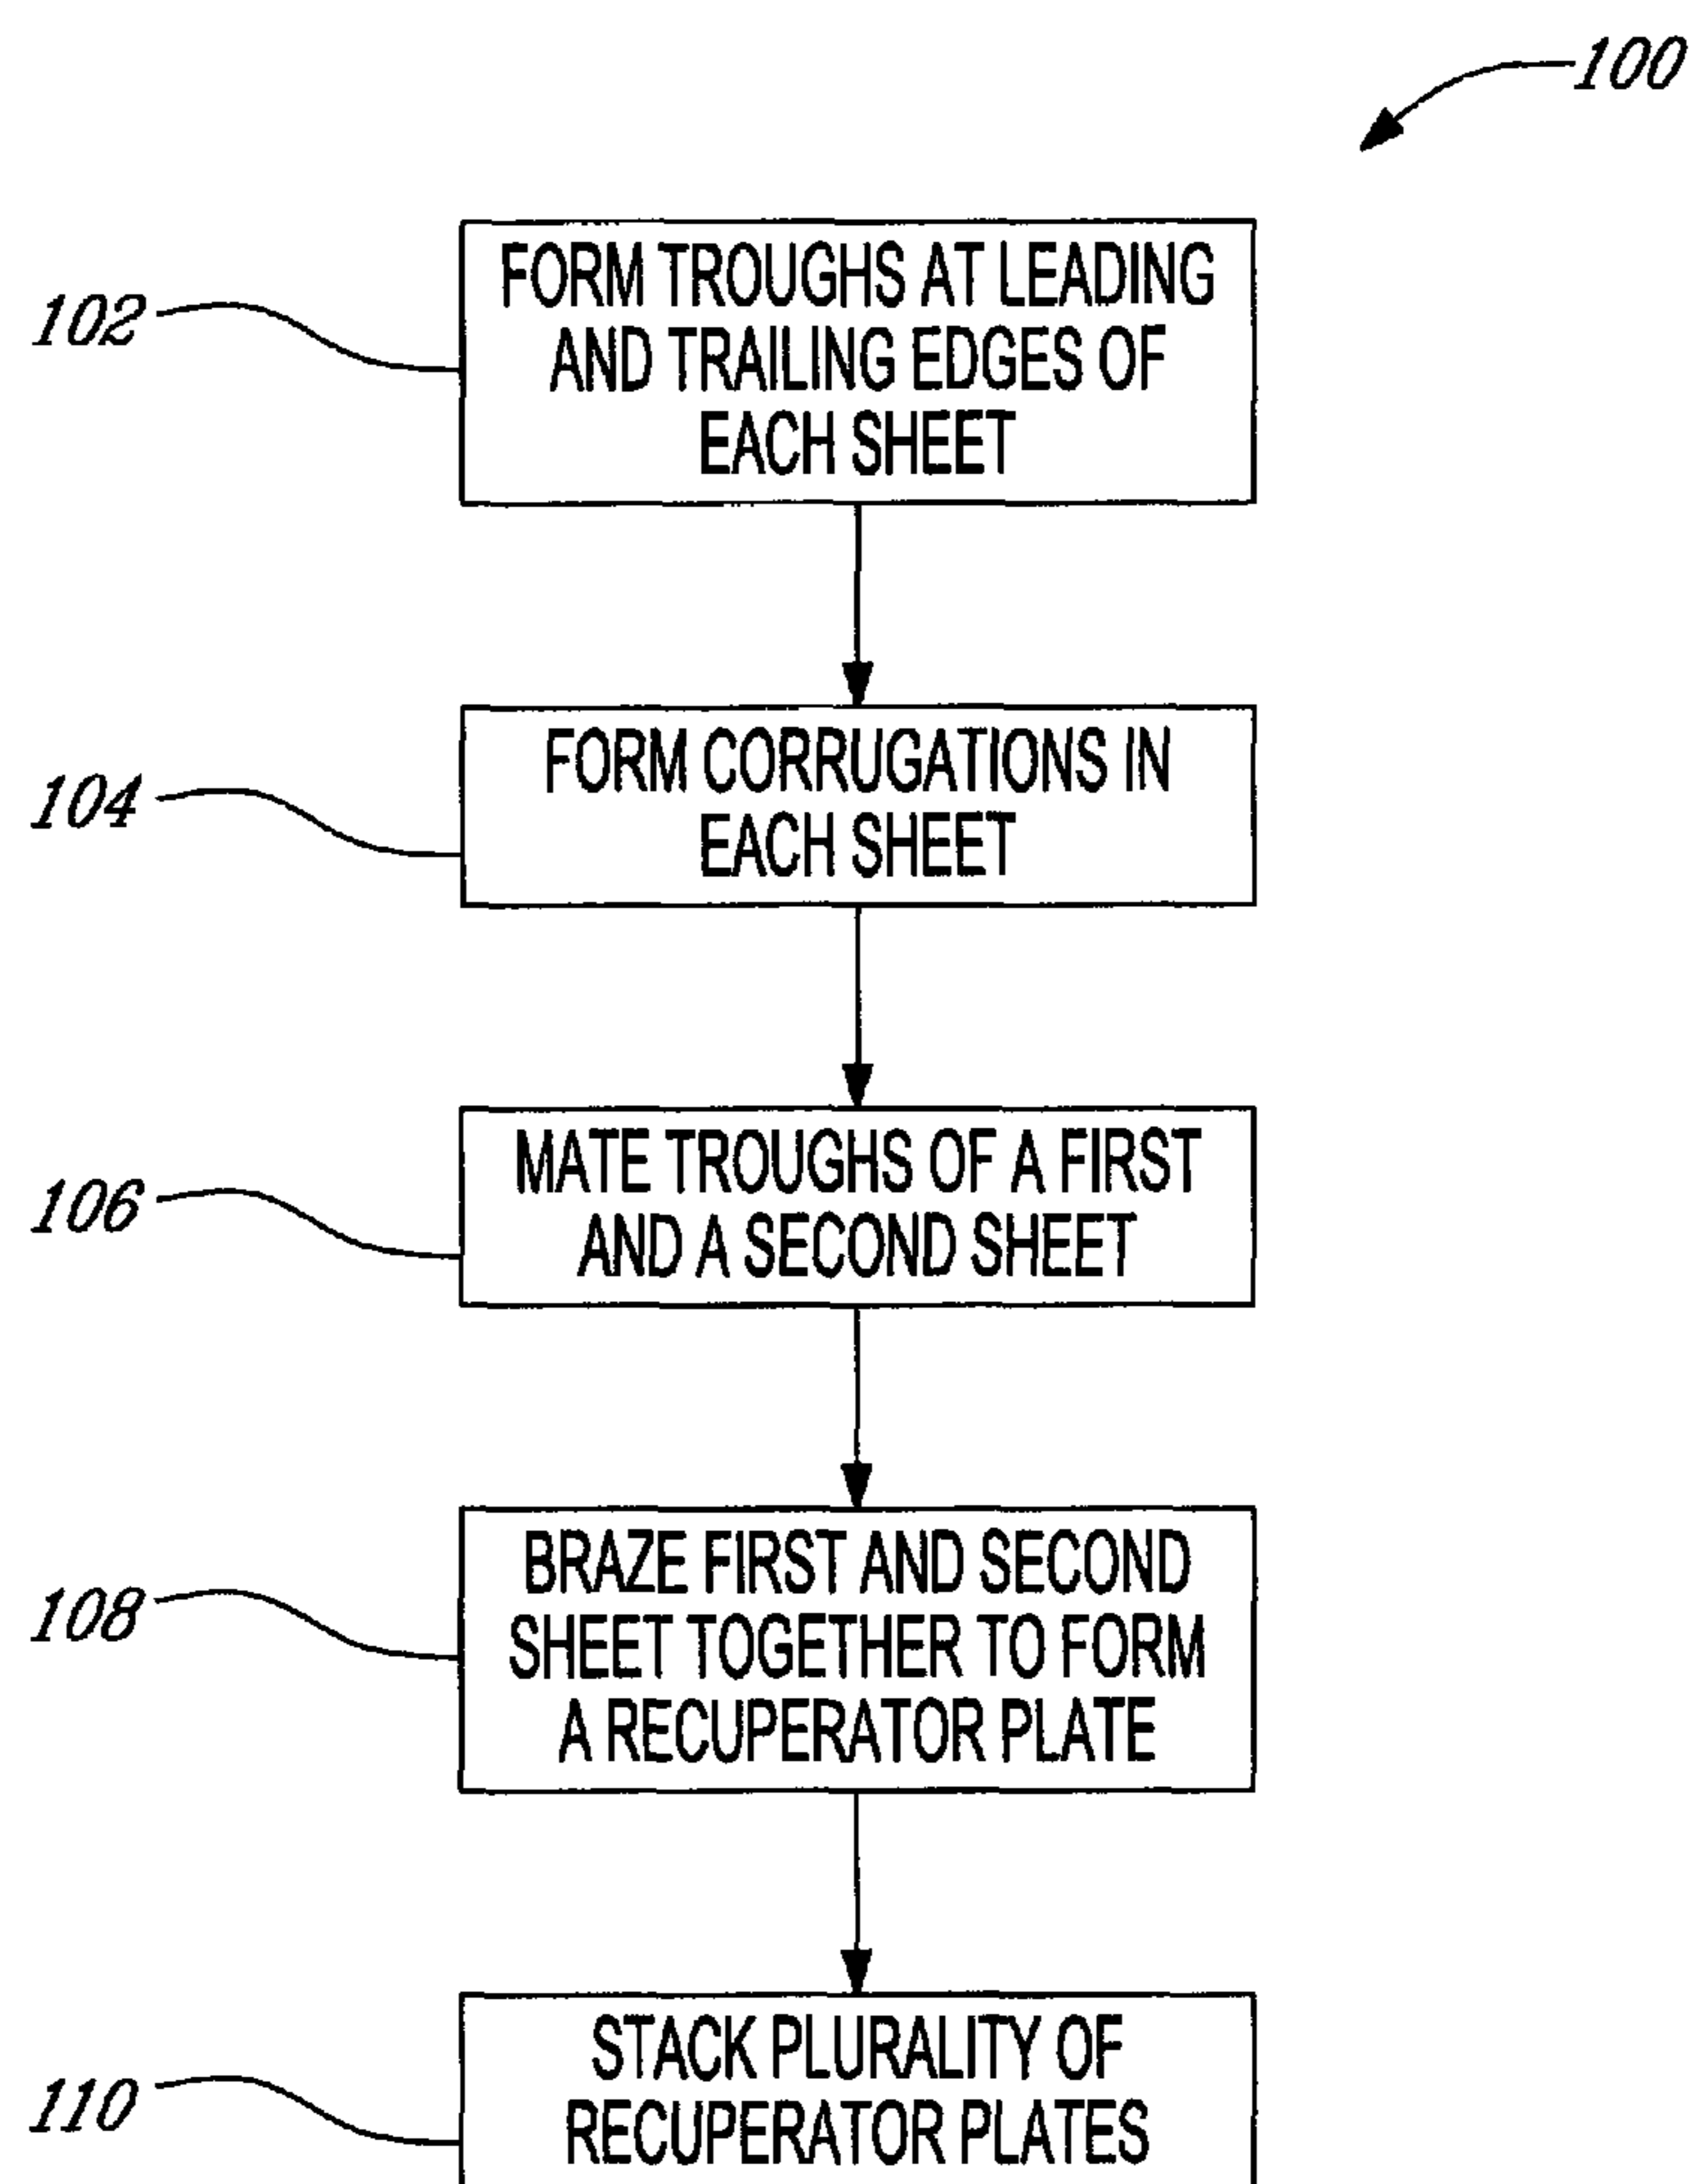 100
102
FORM TROUGHS AT LEADING
AND TRAILING EDGES OF
EACH SHEET
104
FORM CORRUGATIONS IN
EACH SHEET
106
MATE TROUGHS OF A FIRST
AND A SECOND SHEET
108
BRAZE FIRST AND SECOND
SHEET TOGETHER TO FORM
A RECUPERATOR PLATE
110
STACK PLURALITY OF
RECUPERATOR PLATES